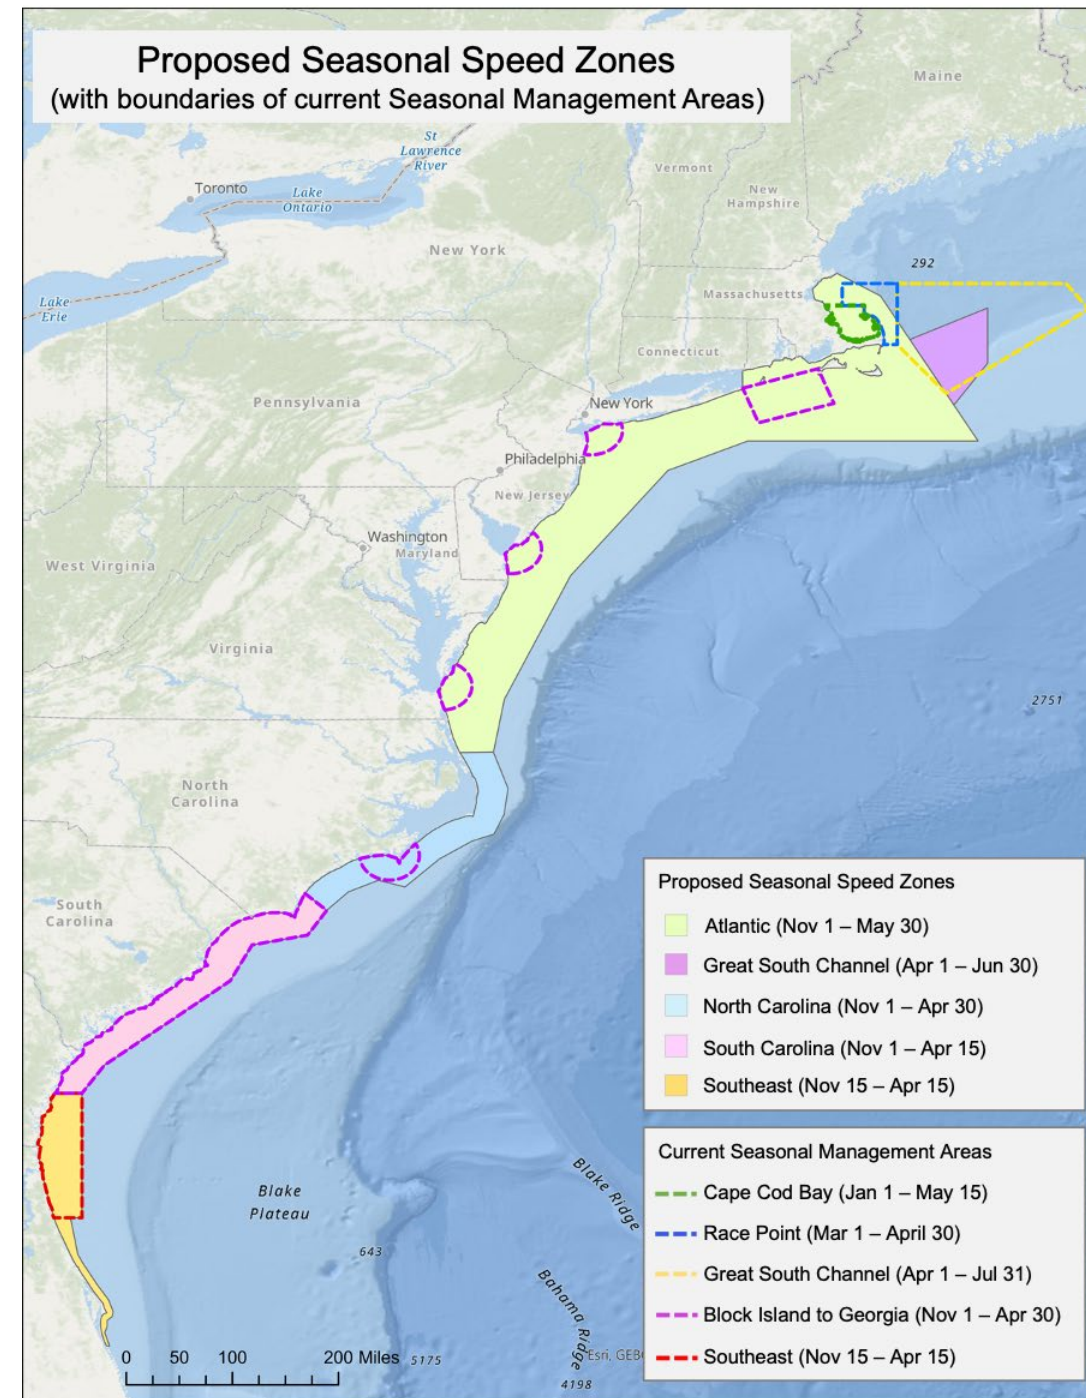 Proposed Seasonal Speed Zones
(with boundaries of current Seasonal Management Areas)
Maine
St
Lawrence
River
Vermont
Toronto
Lake
Ontario
New
Hampshire
New York
292
Massachusetts
Lake
Erie
Connecticut
Pennsylvania
New York
Philadelphia
New Jersey
Washington
Maryland
West Virginia
Virginia
2751
North
Carolina
South
Carolina
Proposed Seasonal Speed Zones
Atlantic (Nov 1 – May 30)
Great South Channel (Apr 1 – Jun 30)
North Carolina (Nov 1 – Apr 30)
South Carolina (Nov 1 – Apr 15)
Southeast (Nov 15 – Apr 15)
Current Seasonal Management Areas
Cape Cod Bay (Jan 1 – May 15)
Race Point (Mar 1 – April 30)
Great South Channel (Apr 1 – Jul 31)
Block Island to Georgia (Nov 1 – Apr 30)
Southeast (Nov 15 – Apr 15)
Blake Ridge
Blake
Plateau
643
Bahama Ridge
0 50 100 200 Miles
5175
Esri, GEB
4198